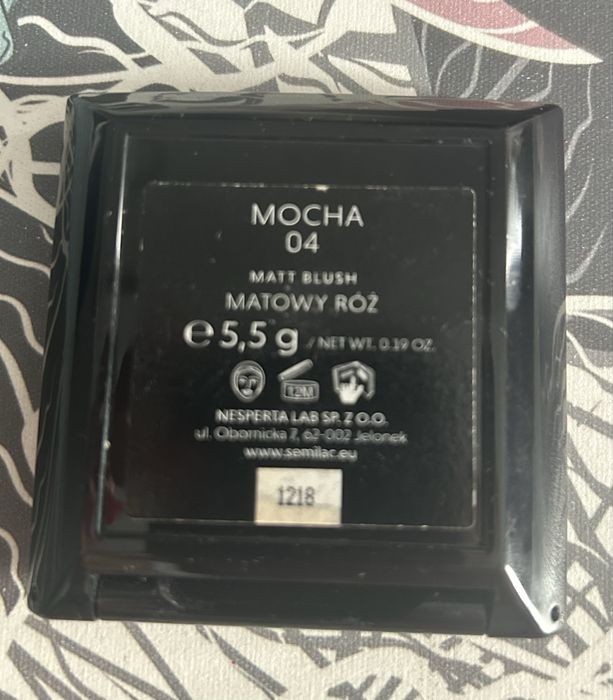 MOCHA
04
MATT BLUSH
MATOWY RÓŻ
℮ 5,5 g / NET WT. 0.19 OZ.
12M
NESPERTA LAB SP. Z O.O.
ul. Obornicka 7, 62-002 Jelonek
www.semilac.eu
1218